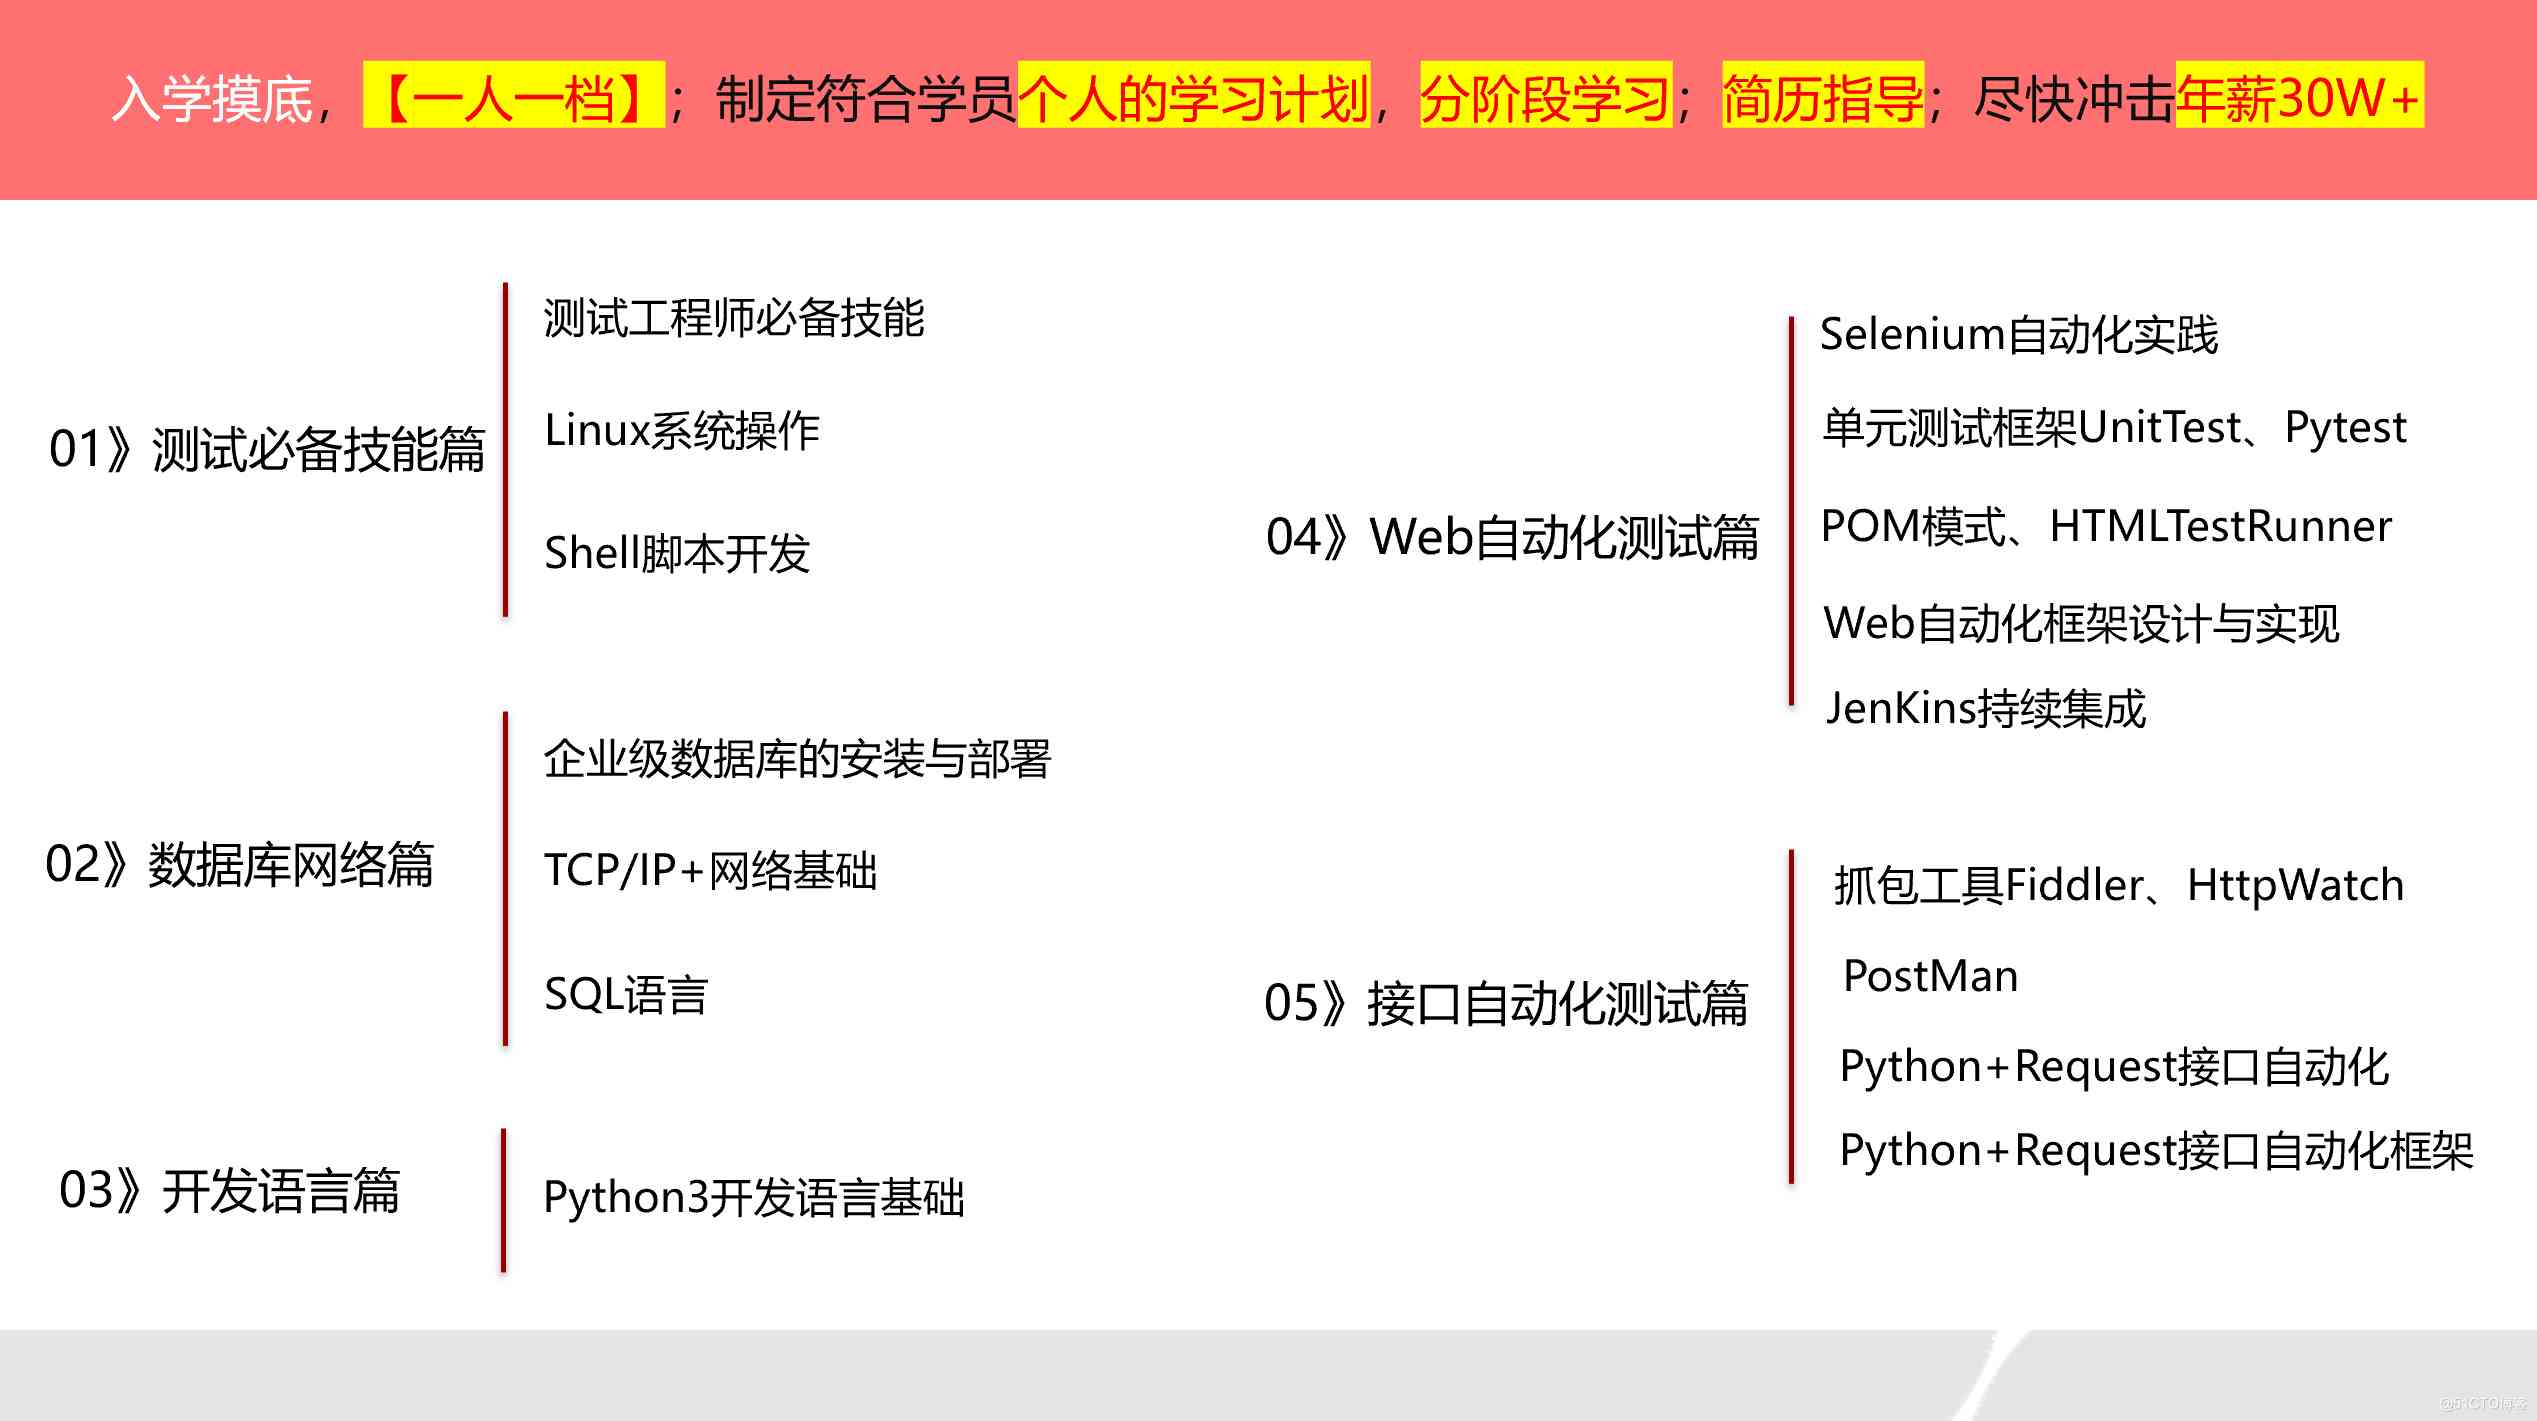 入学摸底，【一人一档】；制定符合学员个人的学习计划，分阶段学习；简历指导；尽快冲击年薪30W+
01》测试必备技能篇
测试工程师必备技能
Linux系统操作
Shell脚本开发
02》数据库网络篇
企业级数据库的安装与部署
TCP/IP+网络基础
SQL语言
03》开发语言篇
Python3开发语言基础
04》Web自动化测试篇
Selenium自动化实践
单元测试框架UnitTest、Pytest
POM模式、HTMLTestRunner
Web自动化框架设计与实现
JenKins持续集成
05》接口自动化测试篇
抓包工具Fiddler、HttpWatch
PostMan
Python+Request接口自动化
Python+Request接口自动化框架
@51CTO博客